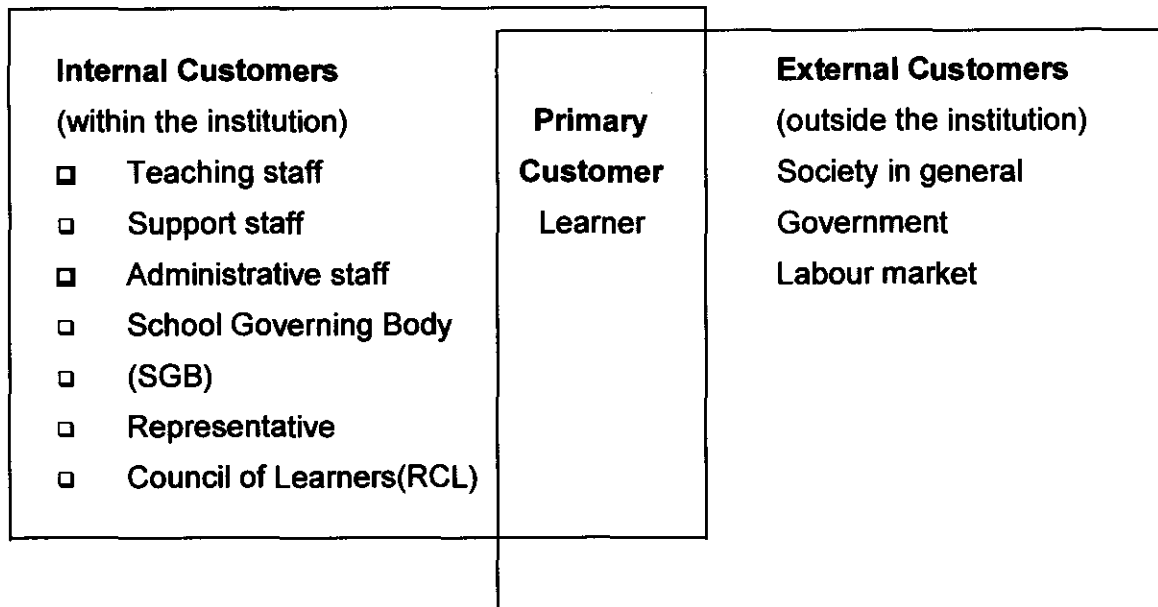 Internal Customers
(within the institution)
❑ Teaching staff
❑ Support staff
❑ Administrative staff
❑ School Governing Body
❑ (SGB)
❑ Representative
❑ Council of Learners(RCL)
Primary
Customer
Learner
External Customers
(outside the institution)
Society in general
Government
Labour market